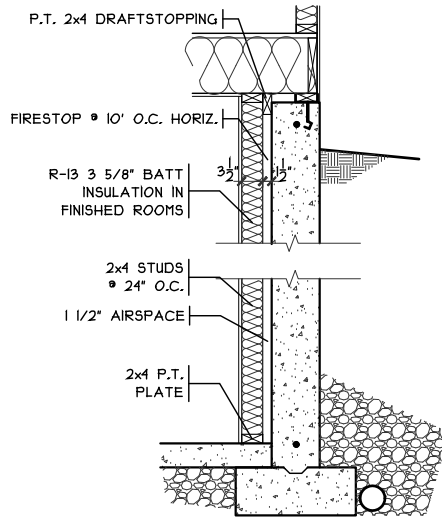 P.T. 2x4 DRAFTSTOPPING
FIRESTOP @ 10' O.C. HORIZ.
3 1/2" 1 1/2"
R-13 3 5/8" BATT
INSULATION IN
FINISHED ROOMS
2x4 STUDS
@ 24" O.C.
1 1/2" AIRSPACE
2x4 P.T.
PLATE